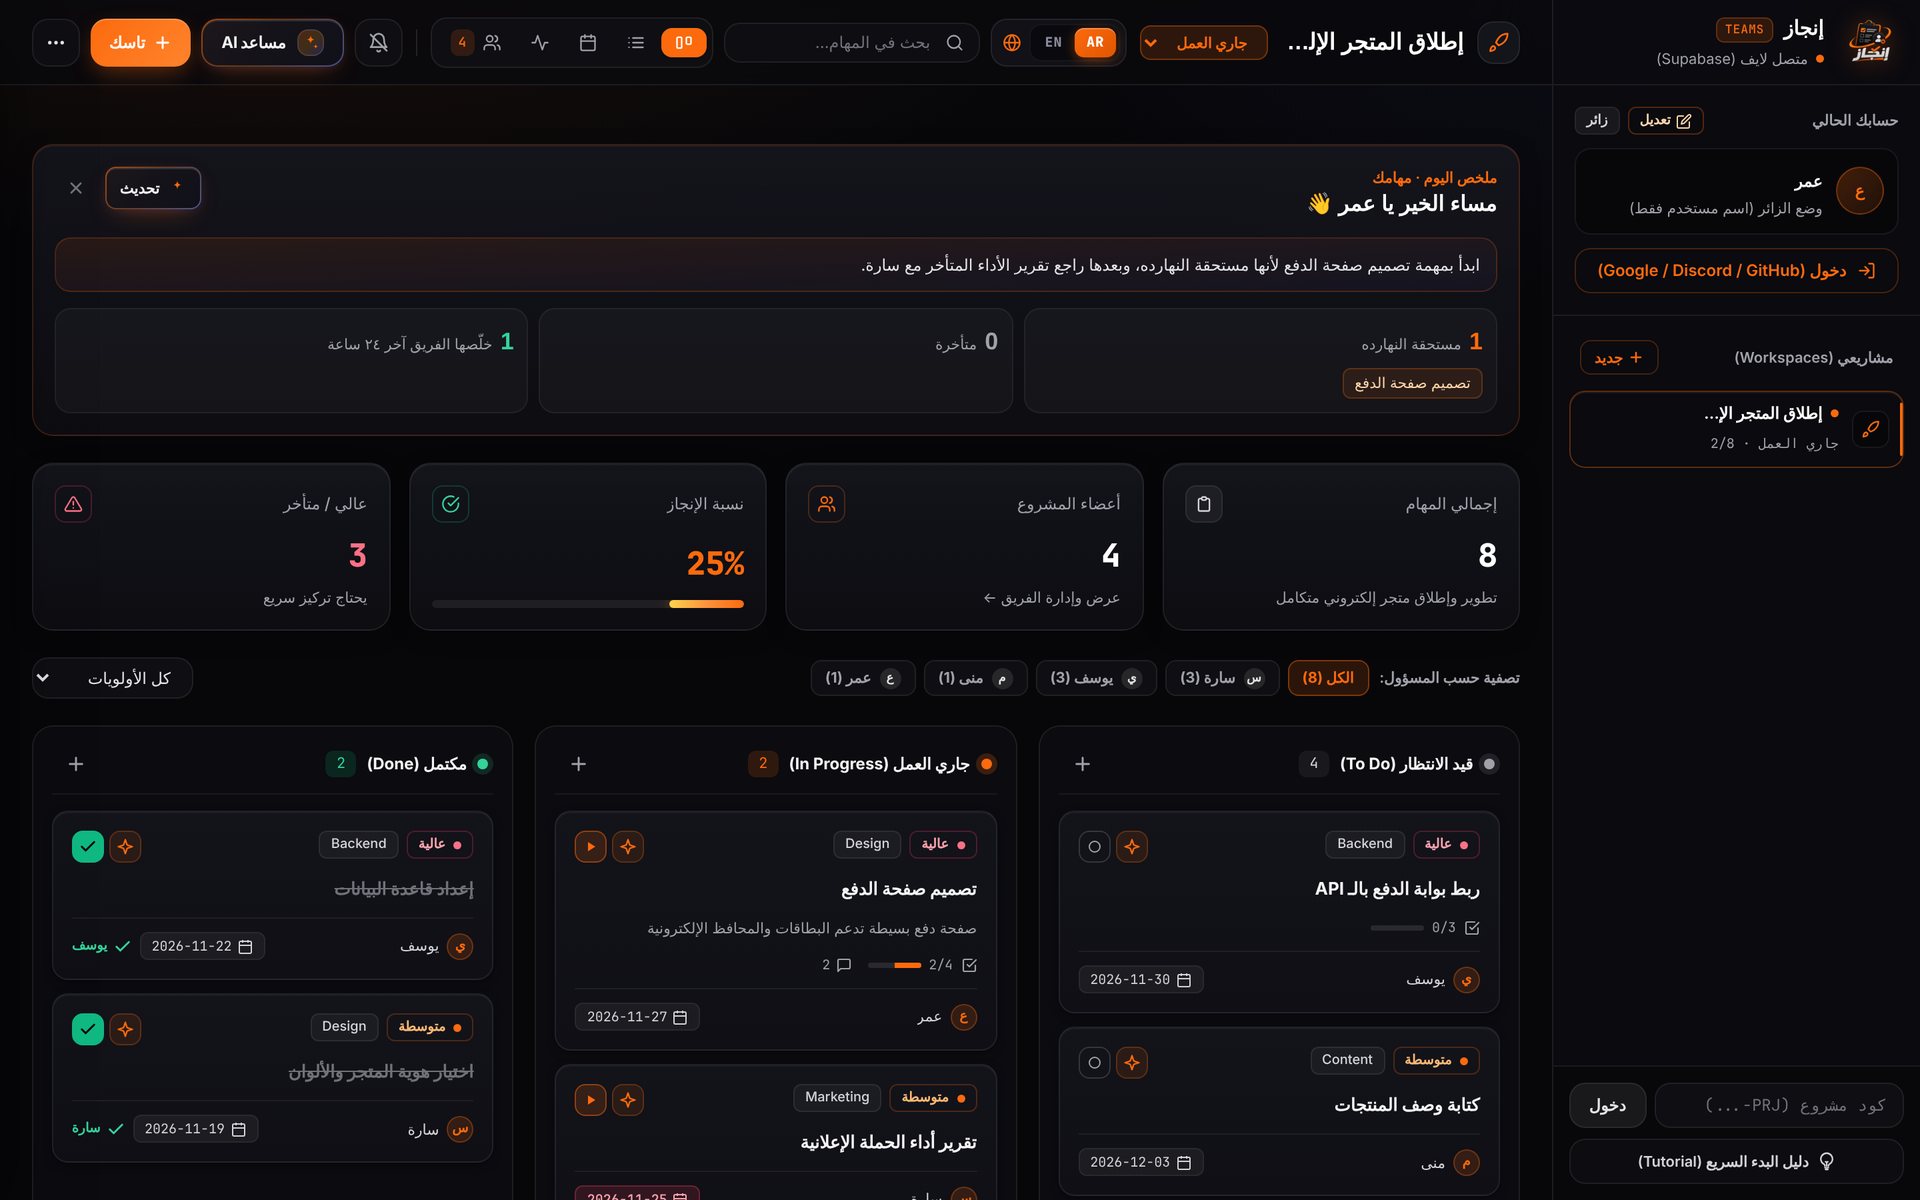 إنجاز TEAMS
متصل لايف (Supabase)
إنجاز
حسابك الحالي
تعديل
زائر
ع
عمر
وضع الزائر (اسم مستخدم فقط)
دخول (Google / Discord / GitHub)
مشاريعي (Workspaces)
+ جديد
إطلاق المتجر الإ...
جاري العمل · 2/8
كود مشروع (PRJ-...)
دخول
دليل البدء السريع (Tutorial)
إطلاق المتجر الإل...
جاري العمل
AR
EN
بحث في المهام...
4
مساعد AI
+ تاسك
ملخص اليوم · مهامك
مساء الخير يا عمر 👋
تحديث
ابدأ بمهمة تصميم صفحة الدفع لأنها مستحقة النهارده، وبعدها راجع تقرير الأداء المتأخر مع سارة.
1 مستحقة النهارده
تصميم صفحة الدفع
0 متأخرة
1 خلّصها الفريق آخر ٢٤ ساعة
إجمالي المهام
8
تطوير وإطلاق متجر إلكتروني متكامل
أعضاء المشروع
4
عرض وإدارة الفريق ←
نسبة الإنجاز
25%
عالي / متأخر
3
يحتاج تركيز سريع
تصفية حسب المسؤول:
الكل (8)
س سارة (3)
ي يوسف (3)
م منى (1)
ع عمر (1)
كل الأولويات
قيد الانتظار (To Do) 4
عالية
Backend
ربط بوابة الدفع بالـ API
0/3
ي يوسف
2026-11-30
متوسطة
Content
كتابة وصف المنتجات
م منى
2026-12-03
جاري العمل (In Progress) 2
عالية
Design
تصميم صفحة الدفع
صفحة دفع بسيطة تدعم البطاقات والمحافظ الإلكترونية
2/4
2
ع عمر
2026-11-27
متوسطة
Marketing
تقرير أداء الحملة الإعلانية
س سارة
2026-11-25
مكتمل (Done) 2
عالية
Backend
إعداد قاعدة البيانات
ي يوسف
2026-11-22
يوسف
متوسطة
Design
اختيار هوية المتجر والألوان
س سارة
2026-11-19
سارة